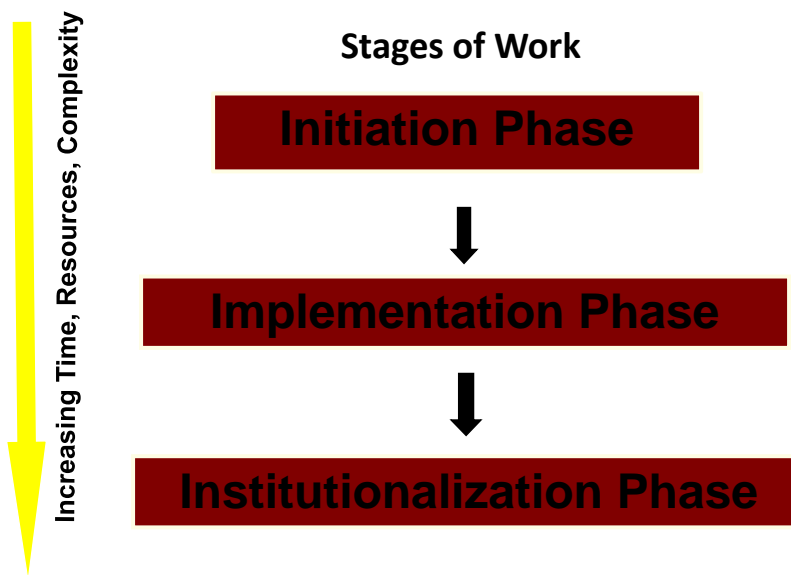 Stages of Work
Increasing Time, Resources, Complexity
Initiation Phase
Implementation Phase
Institutionalization Phase